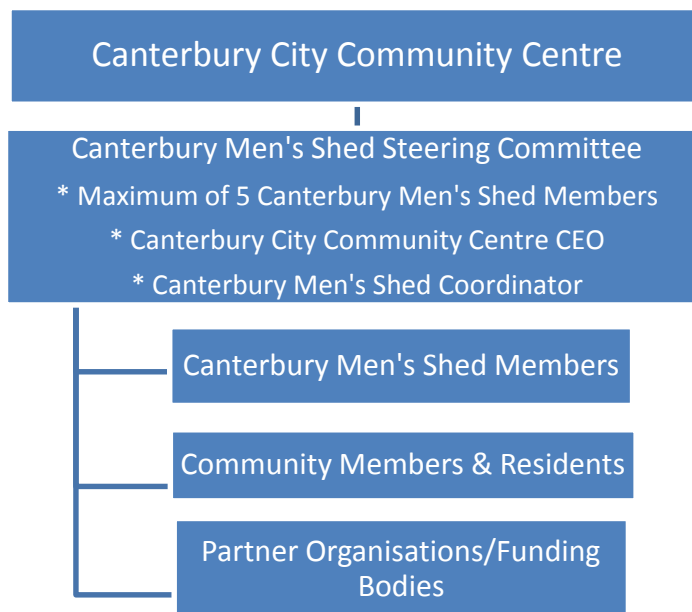 Canterbury City Community Centre
Canterbury Men's Shed Steering Committee
* Maximum of 5 Canterbury Men's Shed Members
* Canterbury City Community Centre CEO
* Canterbury Men's Shed Coordinator
Canterbury Men's Shed Members
Community Members & Residents
Partner Organisations/Funding
Bodies